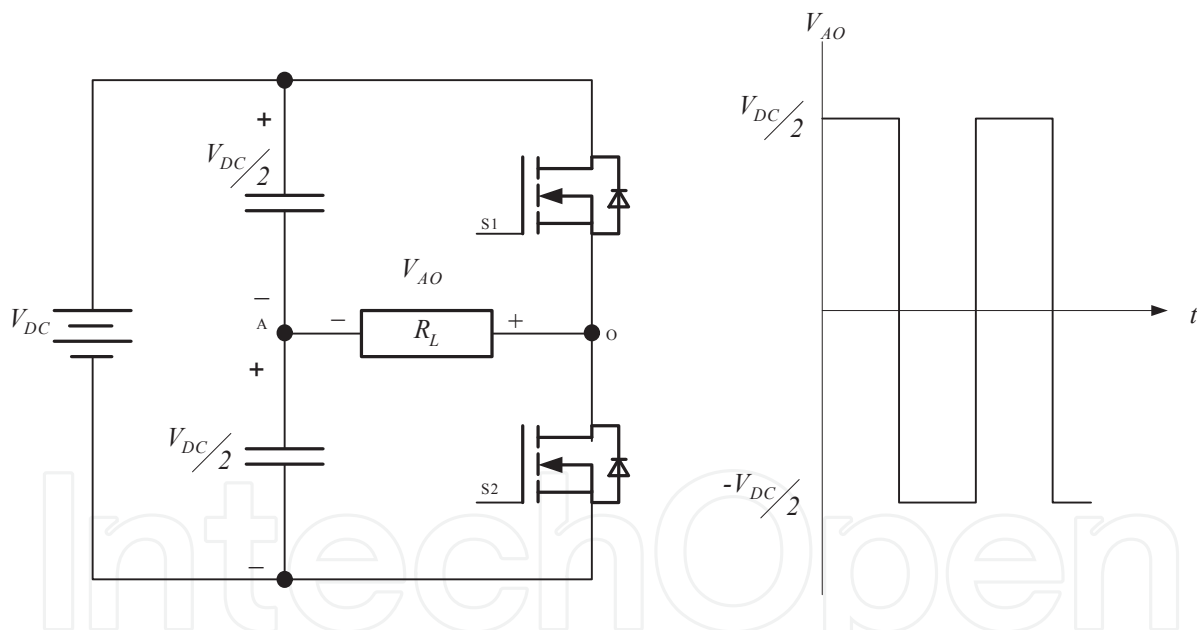 V_AO
V_DC/2
+
V_DC/2
S1
V_AO
V_DC
−
A
−
R_L
+
O
t
+
V_DC/2
S2
-V_DC/2
−
IntechOpen